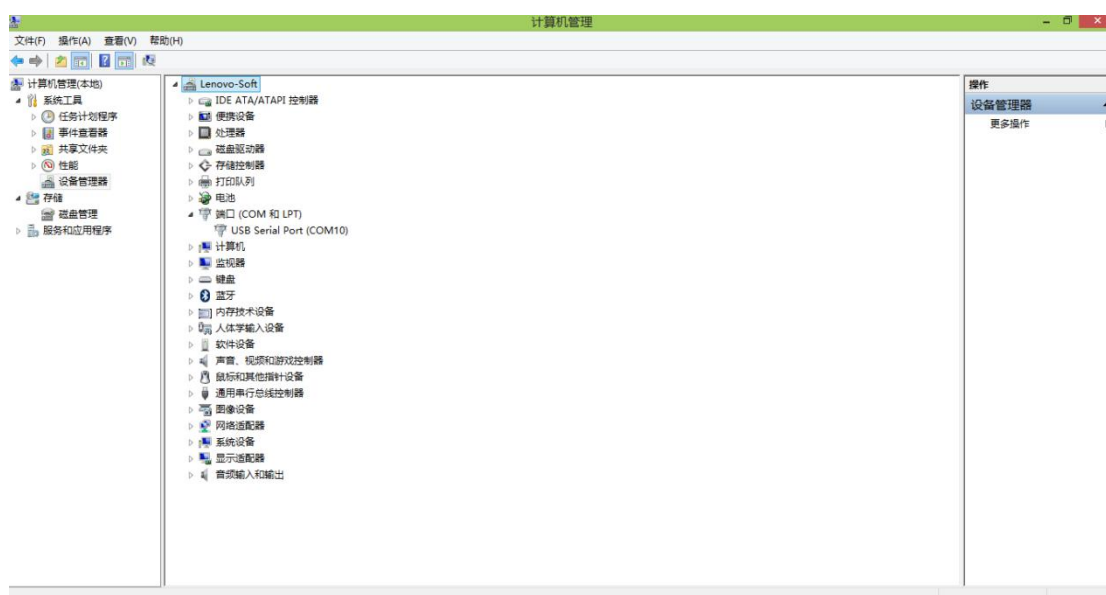 计算机管理
文件(F) 操作(A) 查看(V) 帮助(H)
计算机管理(本地)
系统工具
任务计划程序
事件查看器
共享文件夹
性能
设备管理器
存储
磁盘管理
服务和应用程序
Lenovo-Soft
IDE ATA/ATAPI 控制器
便携设备
处理器
磁盘驱动器
存储控制器
打印队列
电池
端口 (COM 和 LPT)
USB Serial Port (COM10)
计算机
监视器
键盘
蓝牙
内存技术设备
人体学输入设备
软件设备
声音、视频和游戏控制器
鼠标和其他指针设备
通用串行总线控制器
图像设备
网络适配器
系统设备
显示适配器
音频输入和输出
操作
设备管理器
更多操作